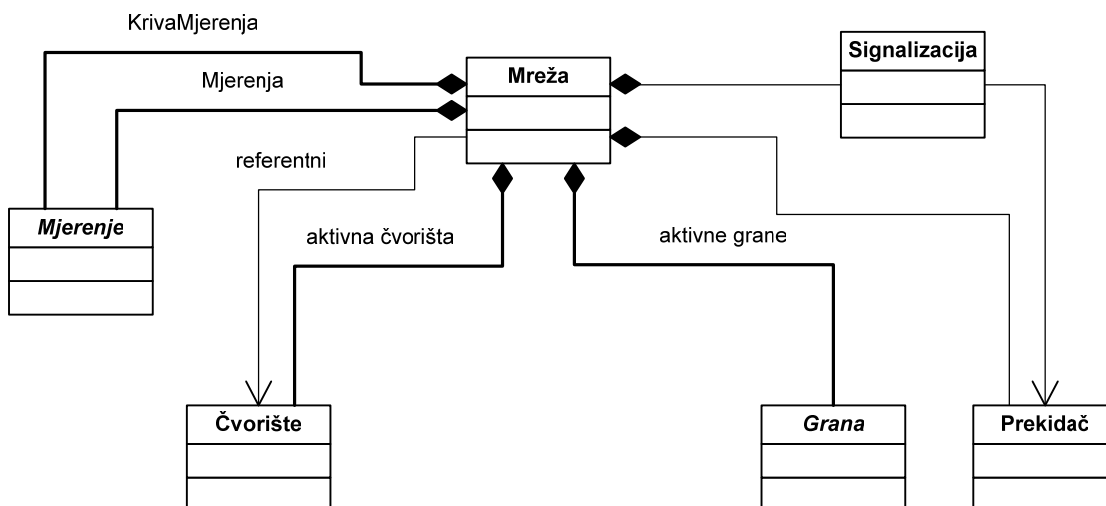 KrivaMjerenja
Signalizacija
Mreža
Mjerenja
referentni
Mjerenje
aktivna čvorišta
aktivne grane
Čvorište
Grana
Prekidač